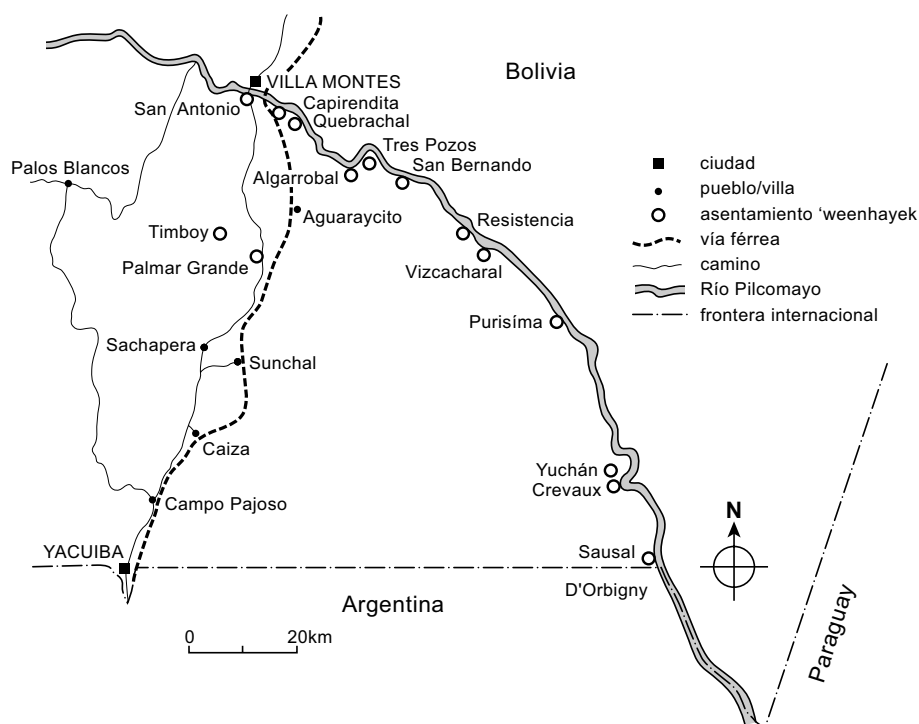 Bolivia
VILLA MONTES
San Antonio
Capirendita
Quebrachal
Tres Pozos
San Bernando
Algarrobal
Palos Blancos
Aguaraycito
Timboy
Palmar Grande
Resistencia
Vizcacharal
Purisíma
Sachapera
Sunchal
Caiza
Campo Pajoso
Yuchán
Crevaux
YACUIBA
Sausal
D'Orbigny
Argentina
Paraguay
0 20km
N
ciudad
pueblo/villa
asentamiento ‘weenhayek
vía férrea
camino
Río Pilcomayo
frontera internacional